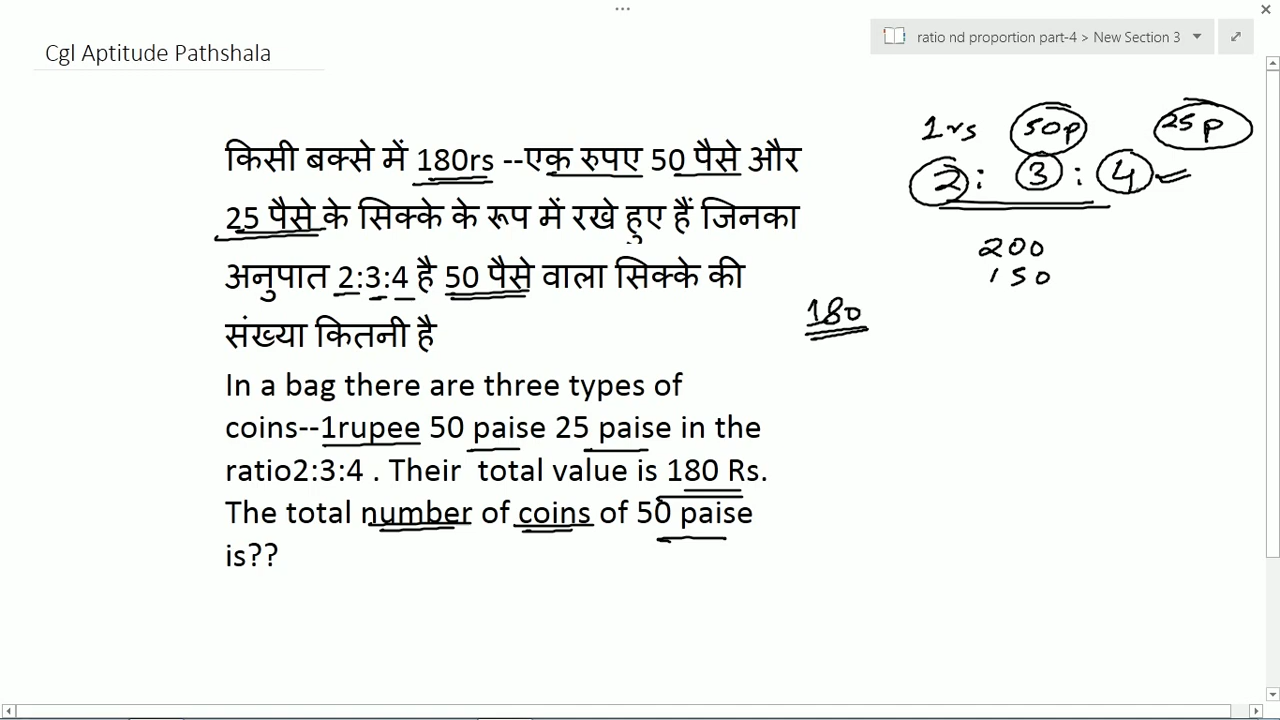 ...
Cgl Aptitude Pathshala
ratio nd proportion part-4 > New Section 3
1rs 50p 25p
2 : 3 : 4 =
200
150
180
किसी बक्से में 180rs --एक रुपए 50 पैसे और
25 पैसे के सिक्के के रूप में रखे हुए हैं जिनका
अनुपात 2:3:4 है 50 पैसे वाला सिक्के की
संख्या कितनी है
In a bag there are three types of
coins--1rupee 50 paise 25 paise in the
ratio2:3:4 . Their total value is 180 Rs.
The total number of coins of 50 paise
is??